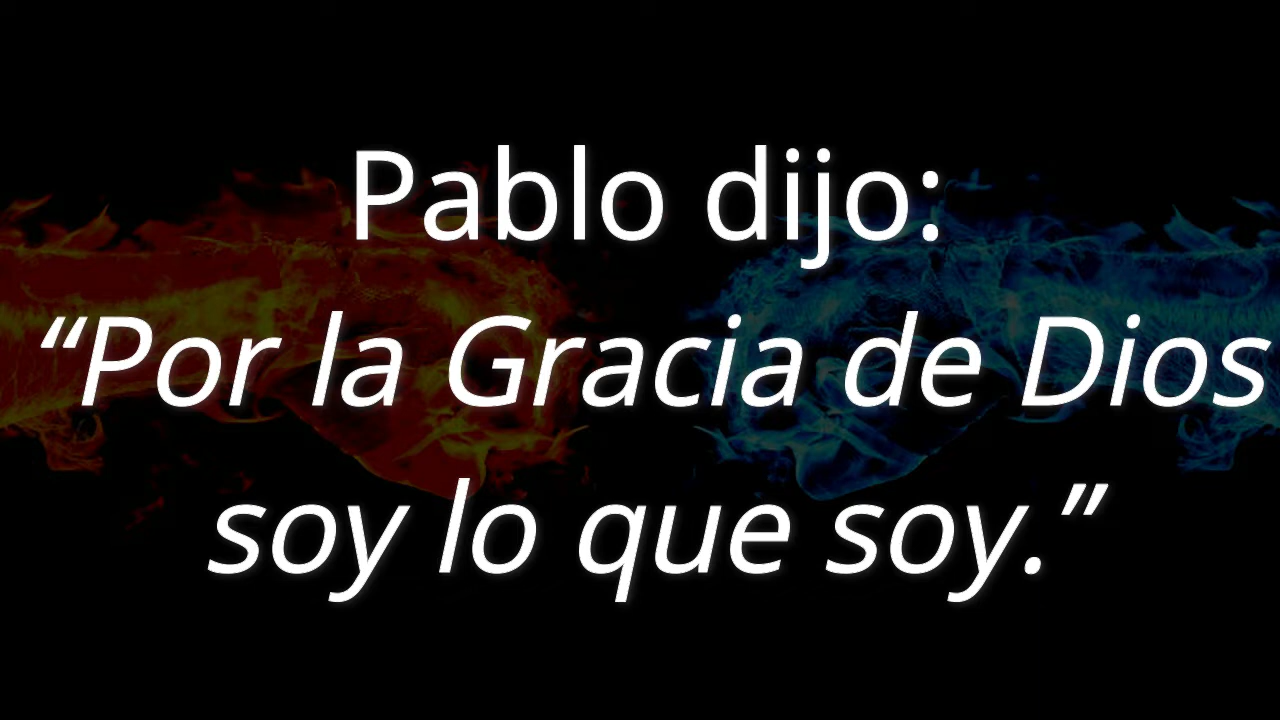 Pablo dijo:
“Por la Gracia de Dios
soy lo que soy.”